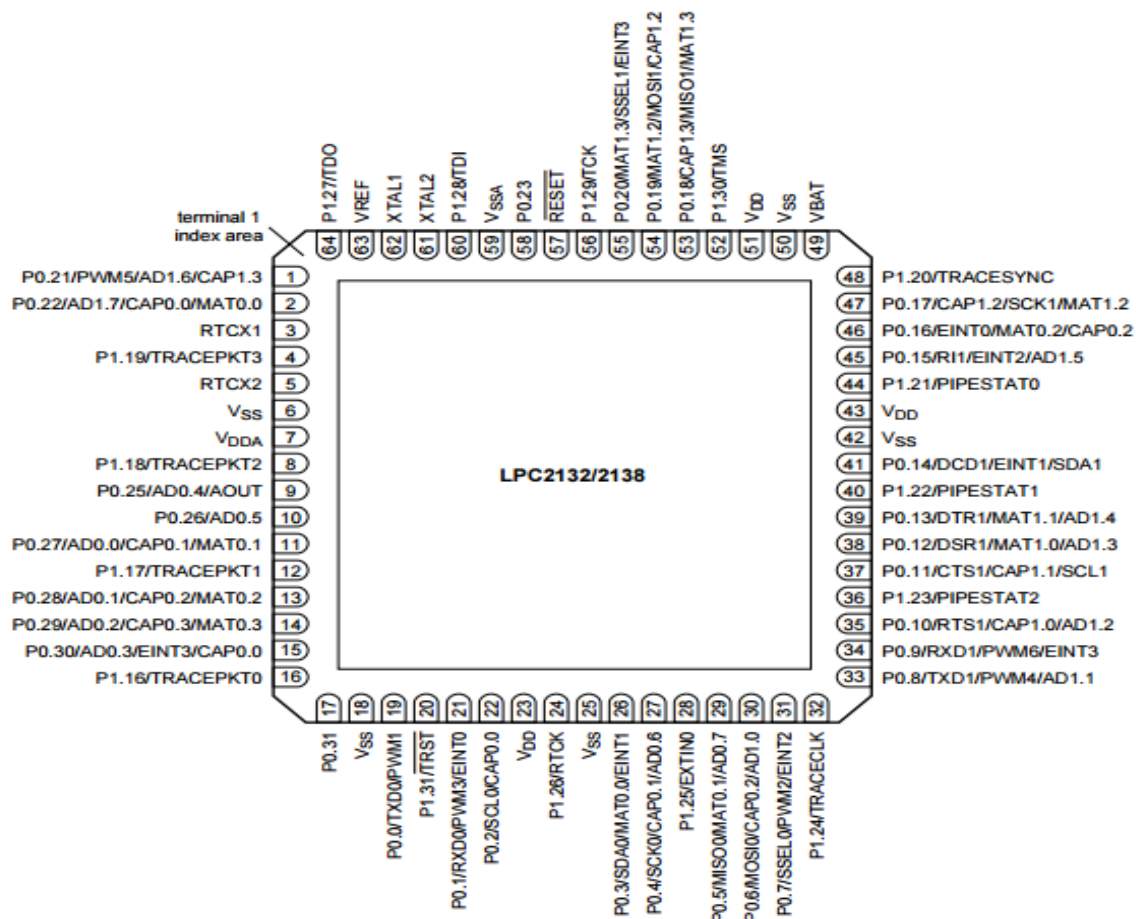 P1.27/TDO
VREF
XTAL1
XTAL2
P1.28/TDI
VSSA
P0.23
RESET
P1.29/TCK
P0.20/MAT1.3/SSEL1/EINT3
P0.19/MAT1.2/MOSI1/CAP1.2
P0.18/CAP1.3/MISO1/MAT1.3
P1.30/TMS
VDD
VSS
VBAT
terminal 1
index area
64 63 62 61 60 59 58 57 56 55 54 53 52 51 50 49
P0.21/PWM5/AD1.6/CAP1.3 1
P0.22/AD1.7/CAP0.0/MAT0.0 2
RTCX1 3
P1.19/TRACEPKT3 4
RTCX2 5
VSS 6
VDDA 7
P1.18/TRACEPKT2 8
P0.25/AD0.4/AOUT 9
P0.26/AD0.5 10
P0.27/AD0.0/CAP0.1/MAT0.1 11
P1.17/TRACEPKT1 12
P0.28/AD0.1/CAP0.2/MAT0.2 13
P0.29/AD0.2/CAP0.3/MAT0.3 14
P0.30/AD0.3/EINT3/CAP0.0 15
P1.16/TRACEPKT0 16
LPC2132/2138
48 P1.20/TRACESYNC
47 P0.17/CAP1.2/SCK1/MAT1.2
46 P0.16/EINT0/MAT0.2/CAP0.2
45 P0.15/RI1/EINT2/AD1.5
44 P1.21/PIPESTAT0
43 VDD
42 VSS
41 P0.14/DCD1/EINT1/SDA1
40 P1.22/PIPESTAT1
39 P0.13/DTR1/MAT1.1/AD1.4
38 P0.12/DSR1/MAT1.0/AD1.3
37 P0.11/CTS1/CAP1.1/SCL1
36 P1.23/PIPESTAT2
35 P0.10/RTS1/CAP1.0/AD1.2
34 P0.9/RXD1/PWM6/EINT3
33 P0.8/TXD1/PWM4/AD1.1
17 18 19 20 21 22 23 24 25 26 27 28 29 30 31 32
P0.31
VSS
P0.0/TXD0/PWM1
P1.31/TRST
P0.1/RXD0/PWM3/EINT0
P0.2/SCL0/CAP0.0
VDD
P1.26/RTCK
VSS
P0.3/SDA0/MAT0.0/EINT1
P0.4/SCK0/CAP0.1/AD0.6
P1.25/EXTIN0
P0.5/MISO0/MAT0.1/AD0.7
P0.6/MOSI0/CAP0.2/AD1.0
P0.7/SSEL0/PWM2/EINT2
P1.24/TRACECLK